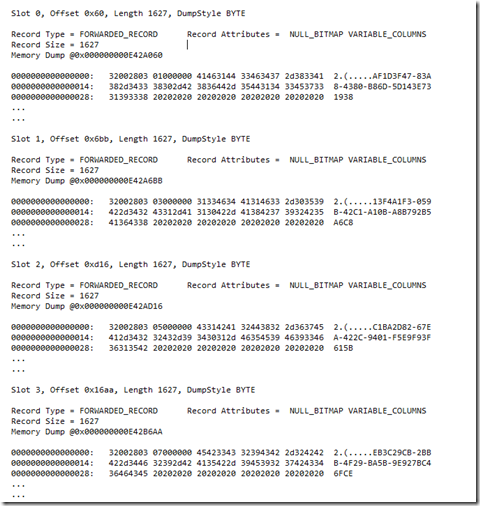 Slot 0, Offset 0x60, Length 1627, DumpStyle BYTE
Record Type = FORWARDED_RECORD Record Attributes = NULL_BITMAP VARIABLE_COLUMNS
Record Size = 1627
Memory Dump @0x000000000E42A060
0000000000000000: 32002803 01000000 41463144 33463437 2d383341 2.(.....AF1D3F47-83A
0000000000000014: 382d3433 38302d42 3836442d 35443134 33453733 8-4380-B86D-5D143E73
0000000000000028: 31393338 20202020 20202020 20202020 1938
...
...
Slot 1, Offset 0x6bb, Length 1627, DumpStyle BYTE
Record Type = FORWARDED_RECORD Record Attributes = NULL_BITMAP VARIABLE_COLUMNS
Record Size = 1627
Memory Dump @0x000000000E42A6BB
0000000000000000: 32002803 03000000 31334634 41314633 2d303539 2.(.....13F4A1F3-059
0000000000000014: 422d3432 43312d41 3130422d 41384237 39324235 B-42C1-A10B-A8B792B5
0000000000000028: 41364338 20202020 20202020 20202020 A6C8
...
...
Slot 2, Offset 0xd16, Length 1627, DumpStyle BYTE
Record Type = FORWARDED_RECORD Record Attributes = NULL_BITMAP VARIABLE_COLUMNS
Record Size = 1627
Memory Dump @0x000000000E42AD16
0000000000000000: 32002803 05000000 43314241 32443832 2d363745 2.(.....C1BA2D82-67E
0000000000000014: 412d3432 32432d39 3430312d 46354539 46393346 A-422C-9401-F5E9F93F
0000000000000028: 36313542 20202020 20202020 20202020 615B
...
...
Slot 3, Offset 0x16aa, Length 1627, DumpStyle BYTE
Record Type = FORWARDED_RECORD Record Attributes = NULL_BITMAP VARIABLE_COLUMNS
Record Size = 1627
Memory Dump @0x000000000E42B6AA
0000000000000000: 32002803 07000000 45423343 32394342 2d324242 2.(.....EB3C29CB-2BB
0000000000000014: 422d3446 32392d42 4135422d 39453932 37424334 B-4F29-BA5B-9E927BC4
0000000000000028: 36464345 20202020 20202020 20202020 6FCE
...
...